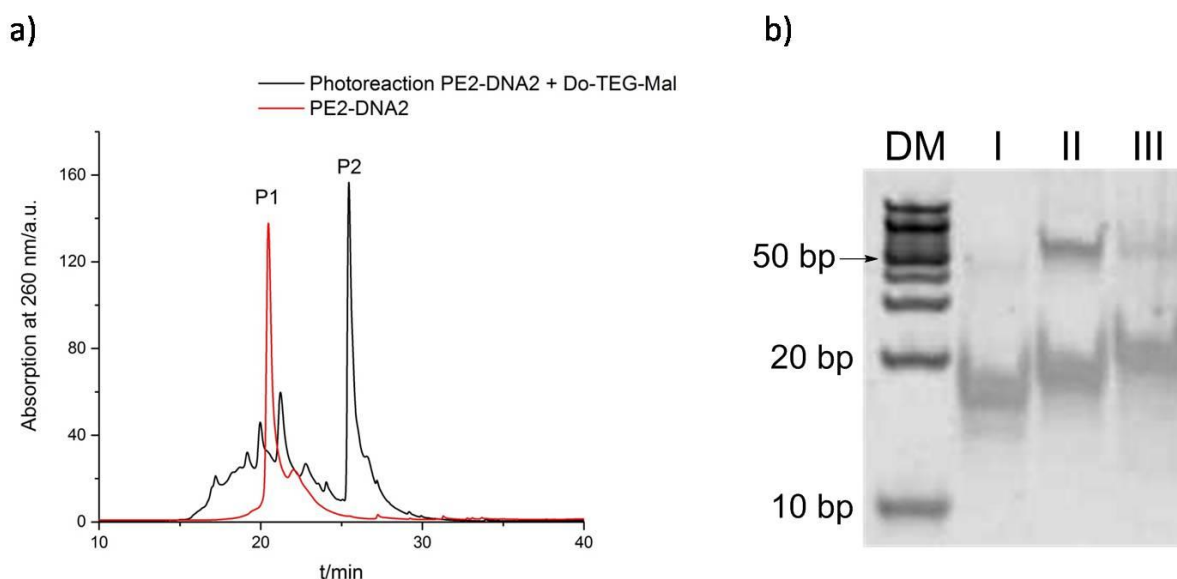 a)
Photoreaction PE2-DNA2 + Do-TEG-Mal
PE2-DNA2
Absorption at 260 nm/a.u.
160
120
80
40
0
P1
P2
10
20
30
40
t/min
b)
DM I II III
50 bp
20 bp
10 bp